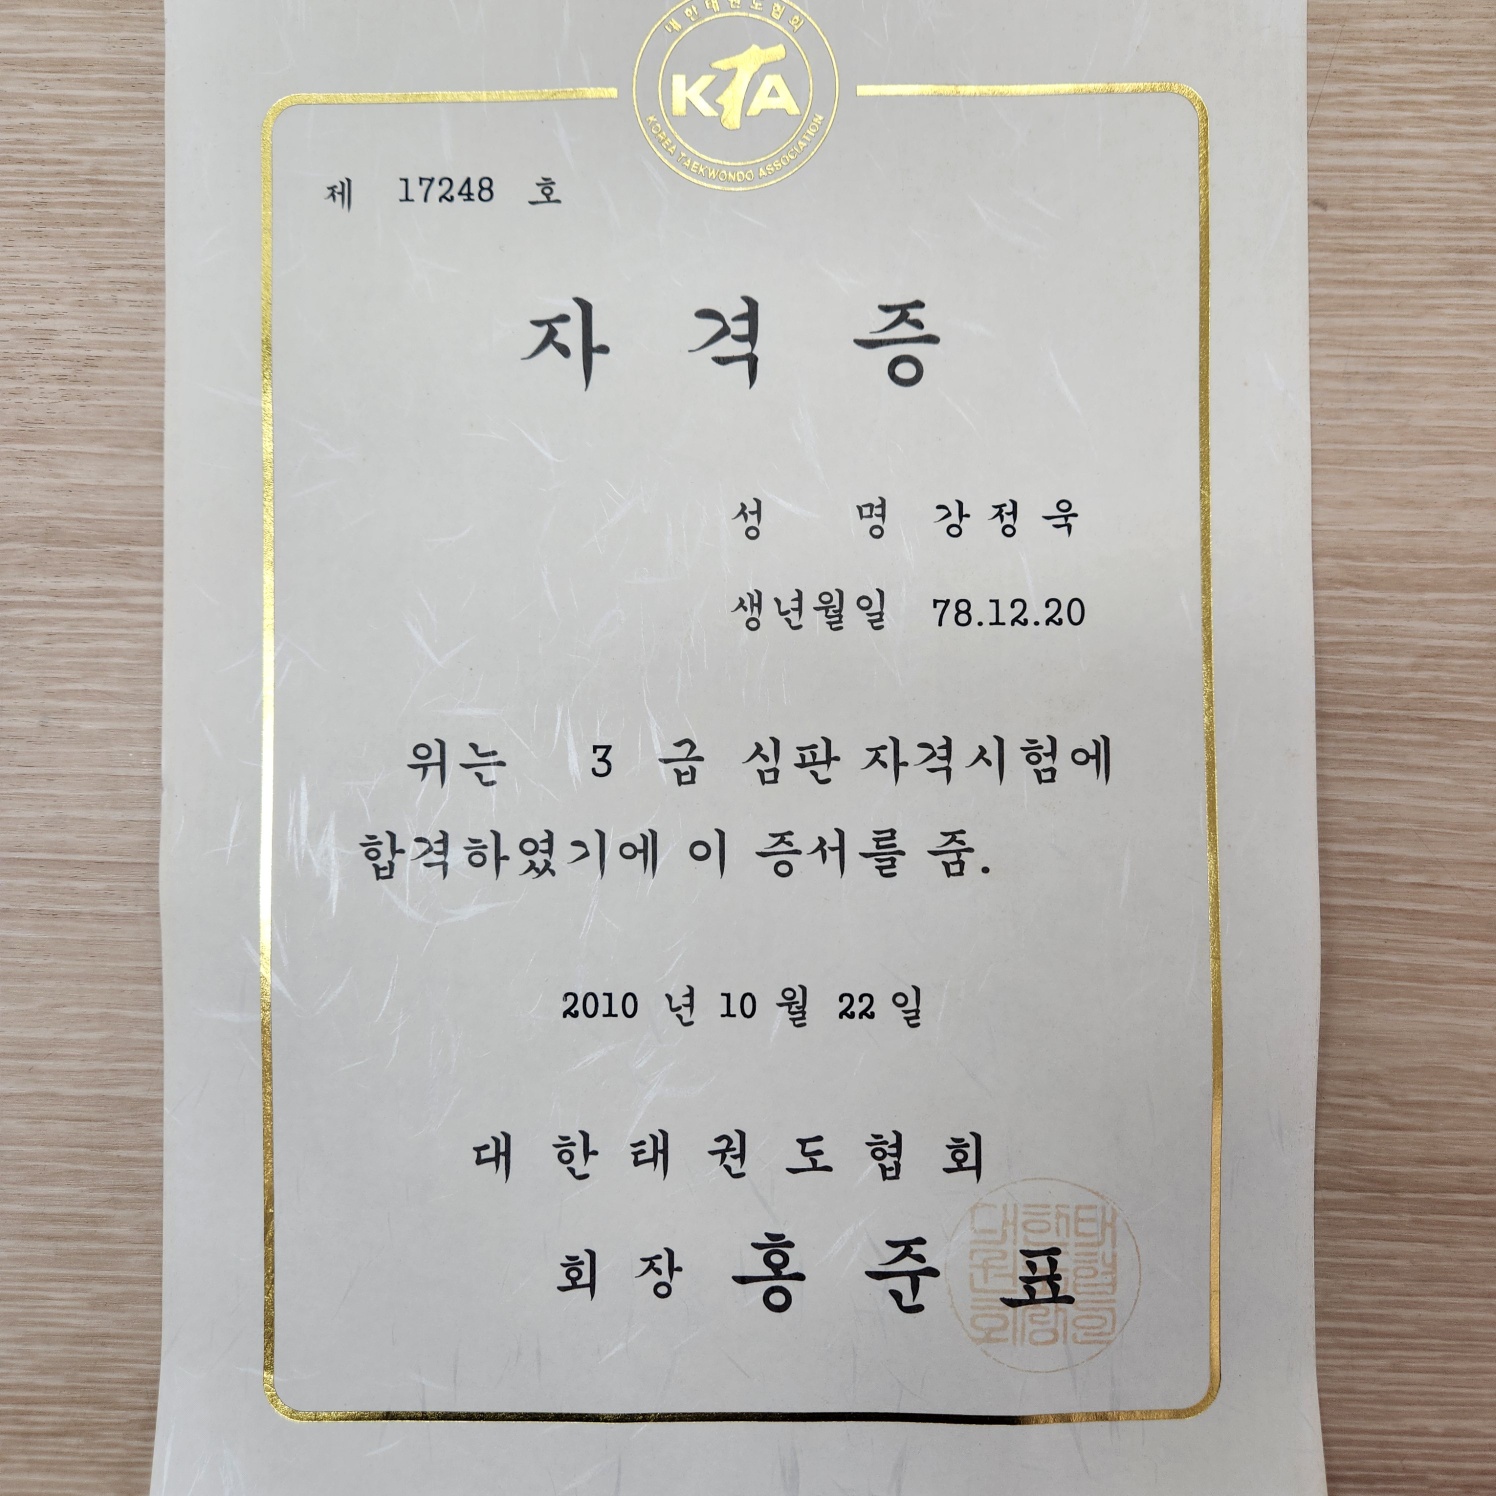 대한태권도협회
KTA
KOREA TAEKWONDO ASSOCIATION
제 17248 호
자 격 증
성 명 강 정 욱
생년월일 78.12.20
위는 3 급 심판 자격시험에
합격하였기에 이 증서를 줌.
2010 년 10 월 22 일
대 한 태 권 도 협 회
회 장 홍 준 표